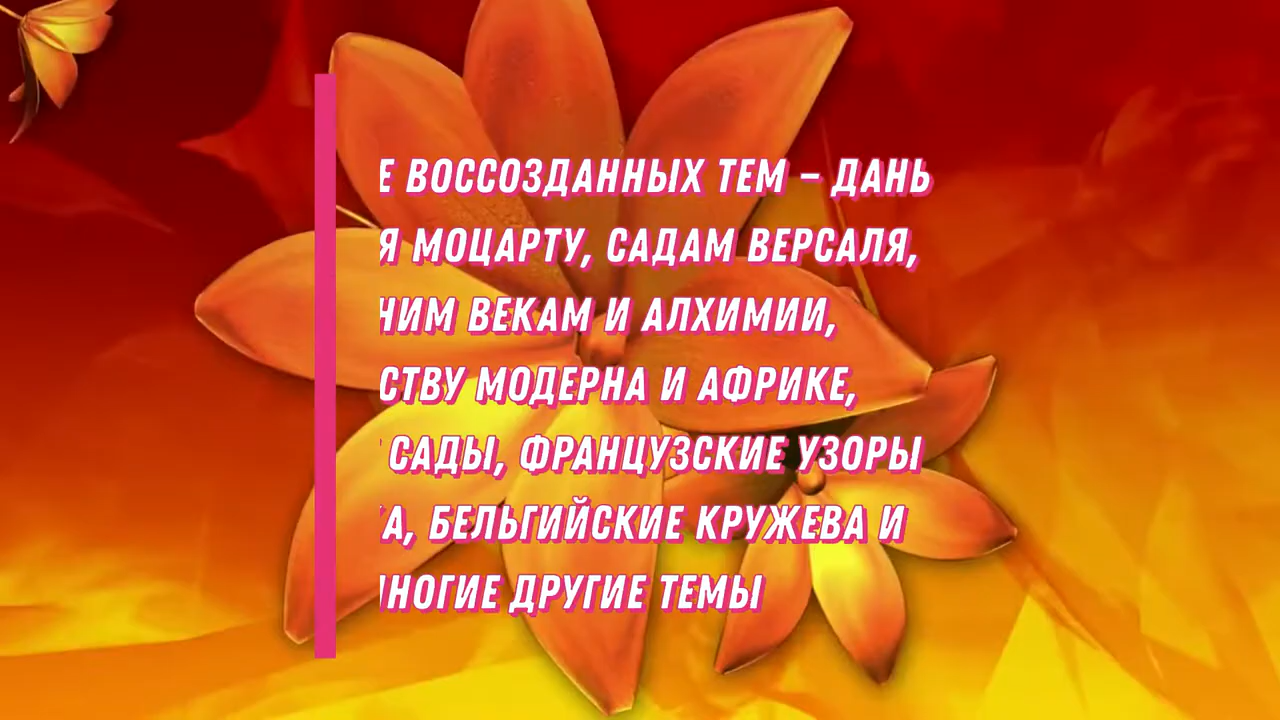 Е ВОССОЗДАННЫХ ТЕМ – ДАНЬ
Я МОЦАРТУ, САДАМ ВЕРСАЛЯ,
НИМ ВЕКАМ И АЛХИМИИ,
СТВУ МОДЕРНА И АФРИКЕ,
САДЫ, ФРАНЦУЗСКИЕ УЗОРЫ
А, БЕЛЬГИЙСКИЕ КРУЖЕВА И
НОГИЕ ДРУГИЕ ТЕМЫ